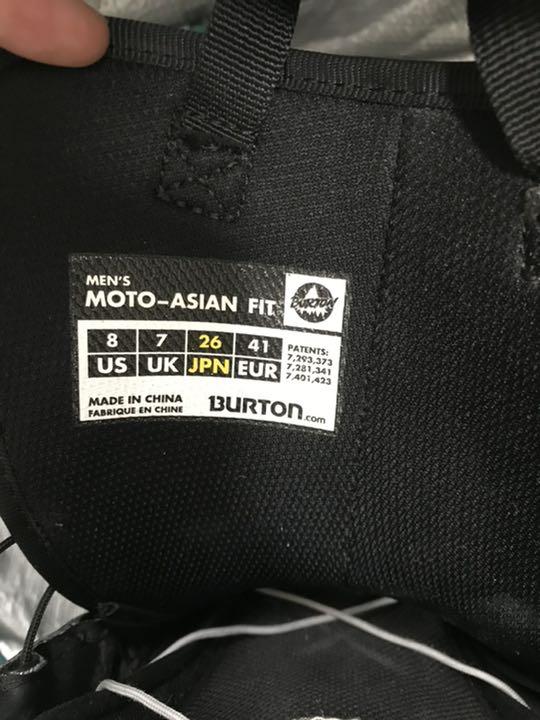 MEN'S
MOTO-ASIAN FIT
BURTON
8 7 26 41
US UK JPN EUR
PATENTS:
7,293,373
7,281,341
7,401,423
MADE IN CHINA
FABRIQUE EN CHINE
BURTON.com